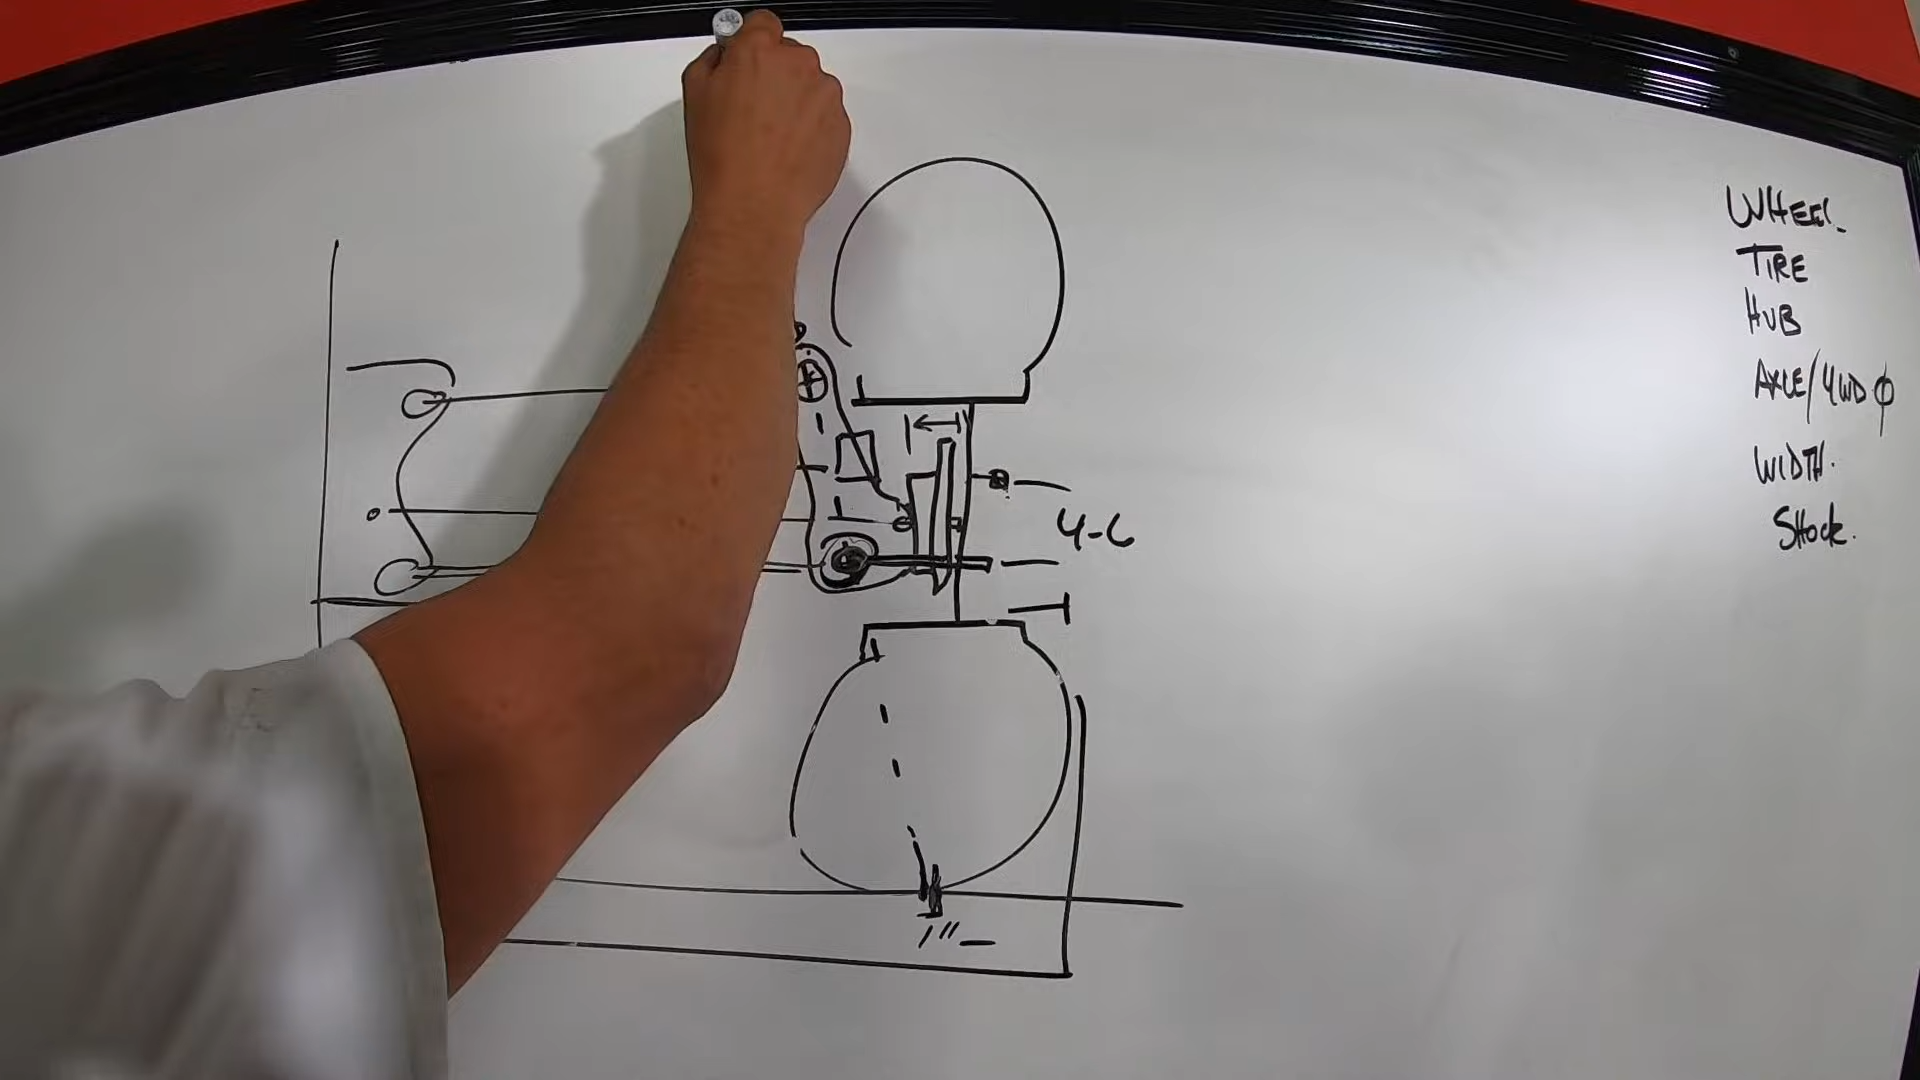 WHEEL
TIRE
HUB
AXLE/4WD φ
WIDTH.
SHOCK.
4-6
1"